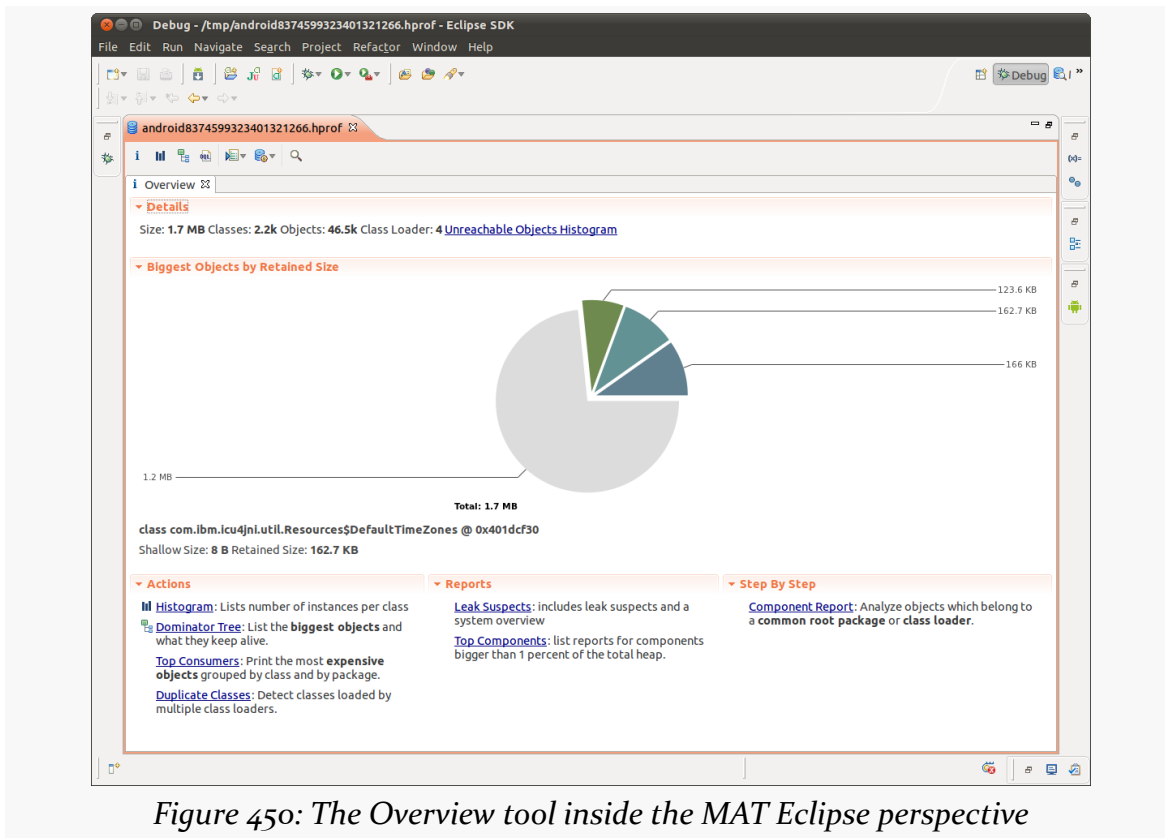 Debug - /tmp/android8374599323401321266.hprof - Eclipse SDK
File Edit Run Navigate Search Project Refactor Window Help
Debug
android8374599323401321266.hprof
Overview
Details
Size: 1.7 MB Classes: 2.2k Objects: 46.5k Class Loader: 4 Unreachable Objects Histogram
Biggest Objects by Retained Size
123.6 KB
162.7 KB
166 KB
1.2 MB
Total: 1.7 MB
class com.ibm.icu4jni.util.Resources$DefaultTimeZones @ 0x401dcf30
Shallow Size: 8 B Retained Size: 162.7 KB
Actions
Histogram: Lists number of instances per class
Dominator Tree: List the biggest objects and
what they keep alive.
Top Consumers: Print the most expensive
objects grouped by class and by package.
Duplicate Classes: Detect classes loaded by
multiple class loaders.
Reports
Leak Suspects: includes leak suspects and a
system overview
Top Components: list reports for components
bigger than 1 percent of the total heap.
Step By Step
Component Report: Analyze objects which belong to
a common root package or class loader.
Figure 450: The Overview tool inside the MAT Eclipse perspective